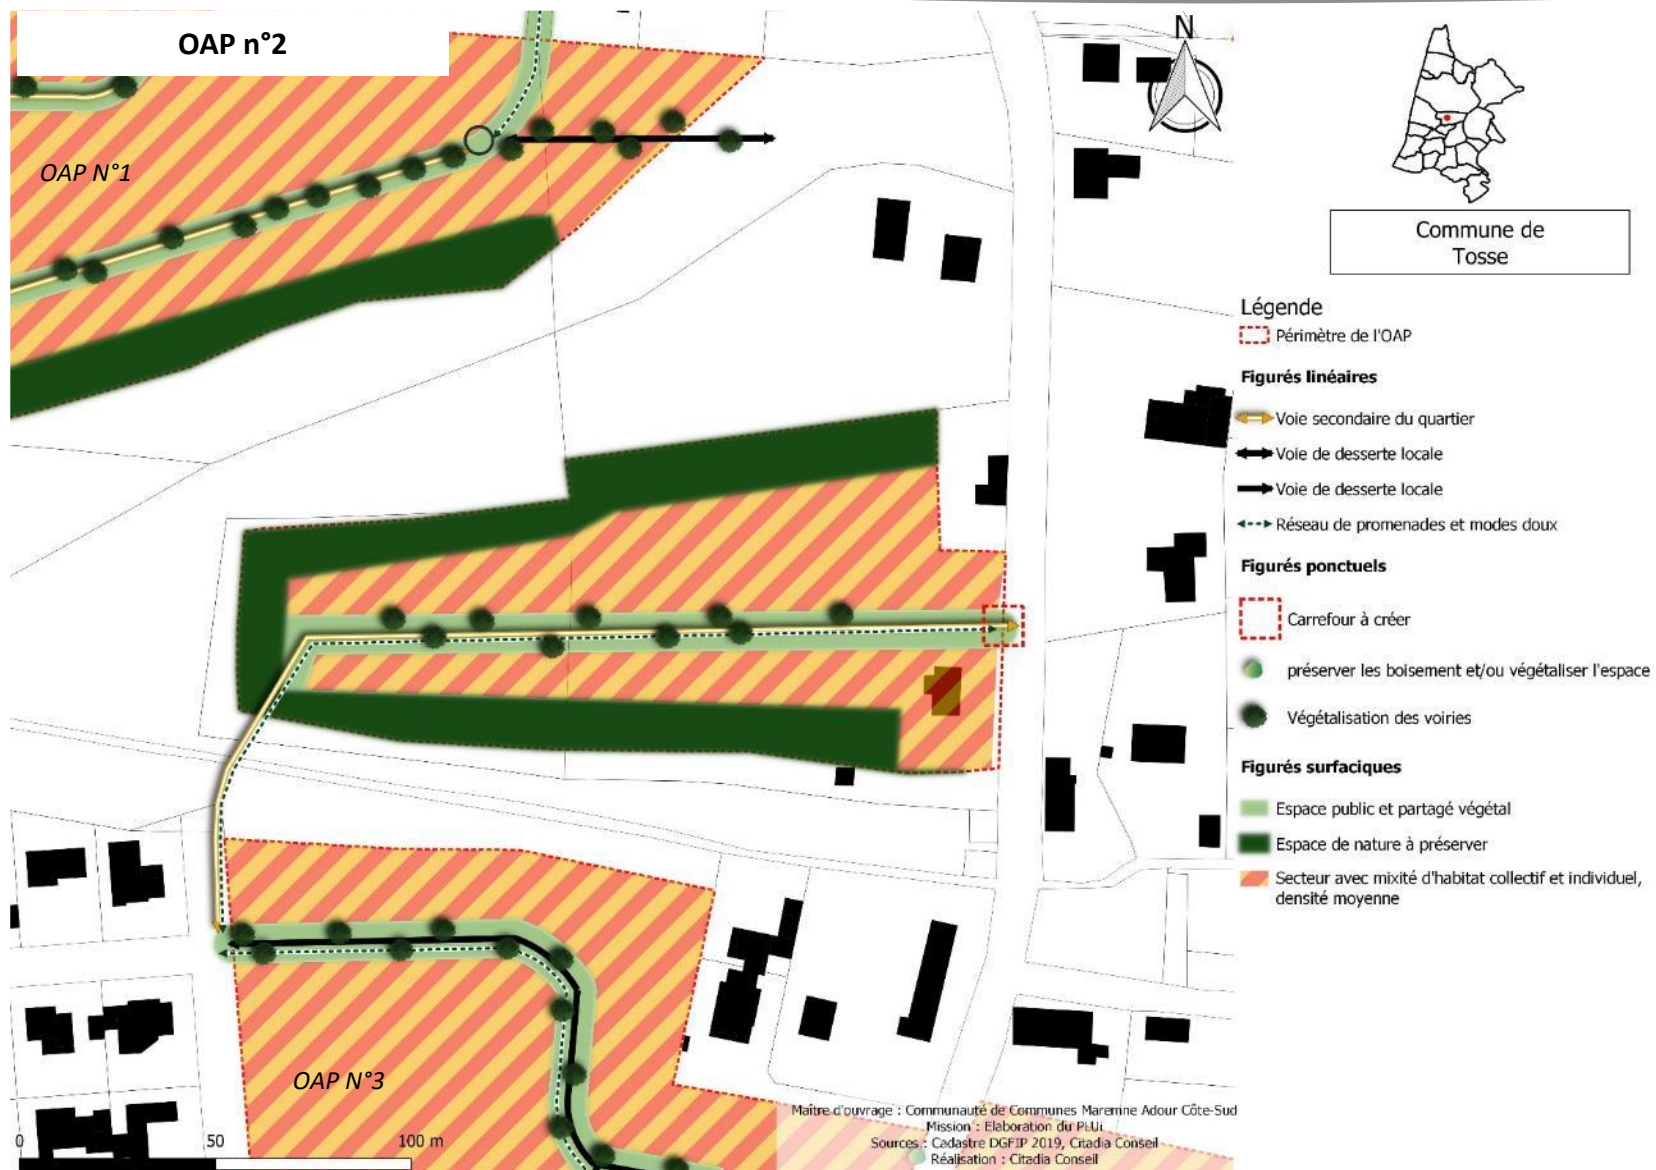 OAP n°2
N
OAP N°1
Commune de
Tosse
Légende
Périmètre de l'OAP
Figurés linéaires
Voie secondaire du quartier
Voie de desserte locale
Voie de desserte locale
Réseau de promenades et modes doux
Figurés ponctuels
Carrefour à créer
préserver les boisement et/ou végétaliser l'espace
Végétalisation des voiries
Figurés surfaciques
Espace public et partagé végétal
Espace de nature à préserver
Secteur avec mixité d'habitat collectif et individuel,
densité moyenne
OAP N°3
0 50 100 m
Maître d'ouvrage : Communauté de Communes Maremne Adour Côte-Sud
Mission : Elaboration du PLUi
Sources : Cadastre DGFIP 2019, Citadia Conseil
Réalisation : Citadia Conseil